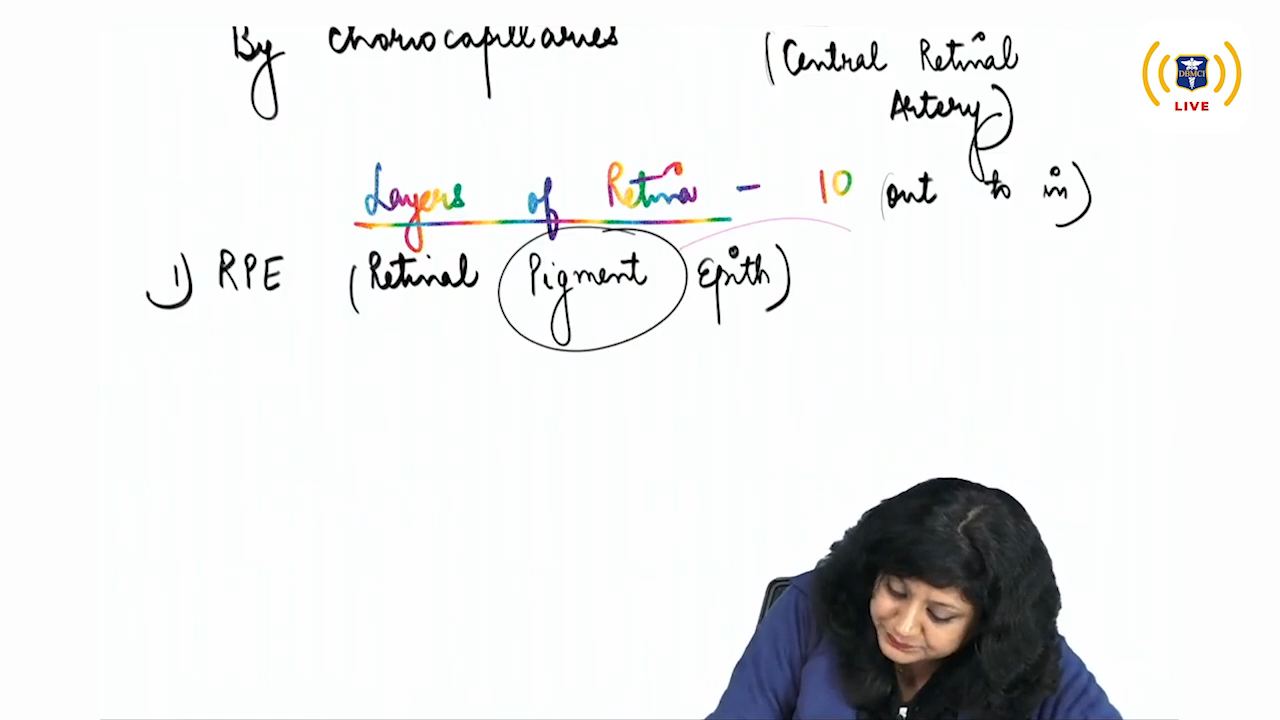 By choriocapillaries
(Central Retinal
Artery)
DBMCI
LIVE
Layers of Retina - 10 (out to in)
1) RPE (Retinal Pigment Epith)